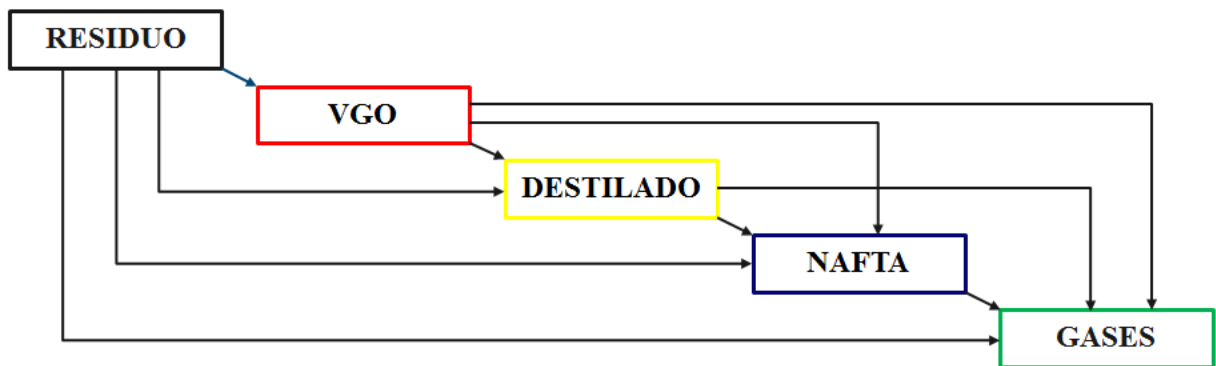 RESIDUO
VGO
DESTILADO
NAFTA
GASES